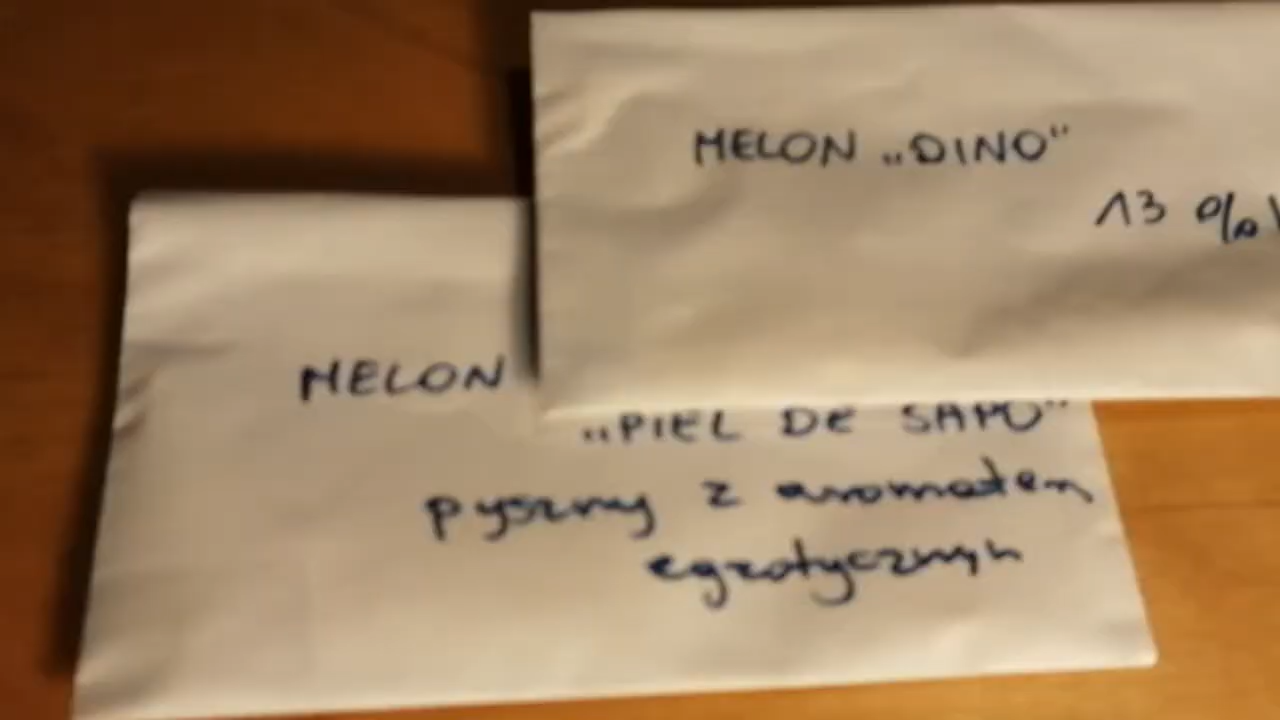 MELON „DINO"
13 %
MELON
„PIEL DE SAPO"
pyszny z aromatem
egzotycznym